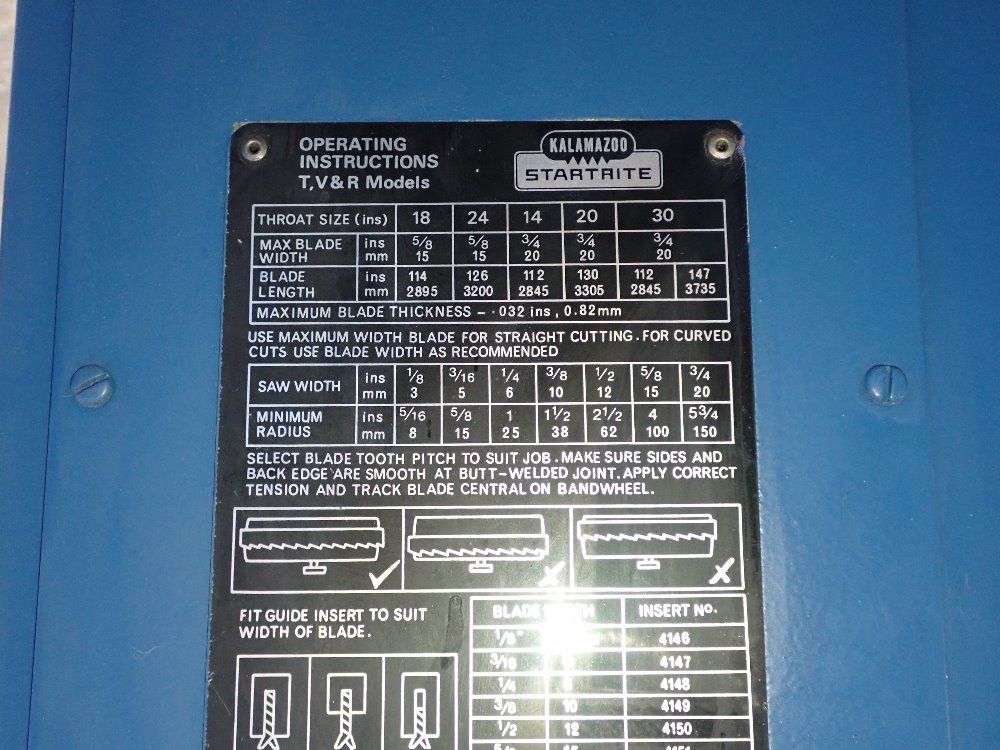 OPERATING
INSTRUCTIONS
T,V & R Models
KALAMAZOO
STARTRITE
THROAT SIZE (ins) 18 24 14 20 30
MAX BLADE WIDTH ins 5/8 5/8 3/4 3/4 3/4
mm 15 15 20 20 20
BLADE LENGTH ins 114 126 112 130 112 147
mm 2895 3200 2845 3305 2845 3735
MAXIMUM BLADE THICKNESS - ·032 ins, 0.82mm
USE MAXIMUM WIDTH BLADE FOR STRAIGHT CUTTING. FOR CURVED
CUTS USE BLADE WIDTH AS RECOMMENDED
SAW WIDTH ins 1/8 3/16 1/4 3/8 1/2 5/8 3/4
mm 3 5 6 10 12 15 20
MINIMUM RADIUS ins 5/16 5/8 1 1 1/2 2 1/2 4 5 3/4
mm 8 15 25 38 62 100 150
SELECT BLADE TOOTH PITCH TO SUIT JOB. MAKE SURE SIDES AND
BACK EDGE ARE SMOOTH AT BUTT-WELDED JOINT. APPLY CORRECT
TENSION AND TRACK BLADE CENTRAL ON BANDWHEEL.
FIT GUIDE INSERT TO SUIT
WIDTH OF BLADE.
BLADE INSERT No.
1/8" 4146
3/16 4147
1/4 4148
3/8 10 4149
1/2 12 4150